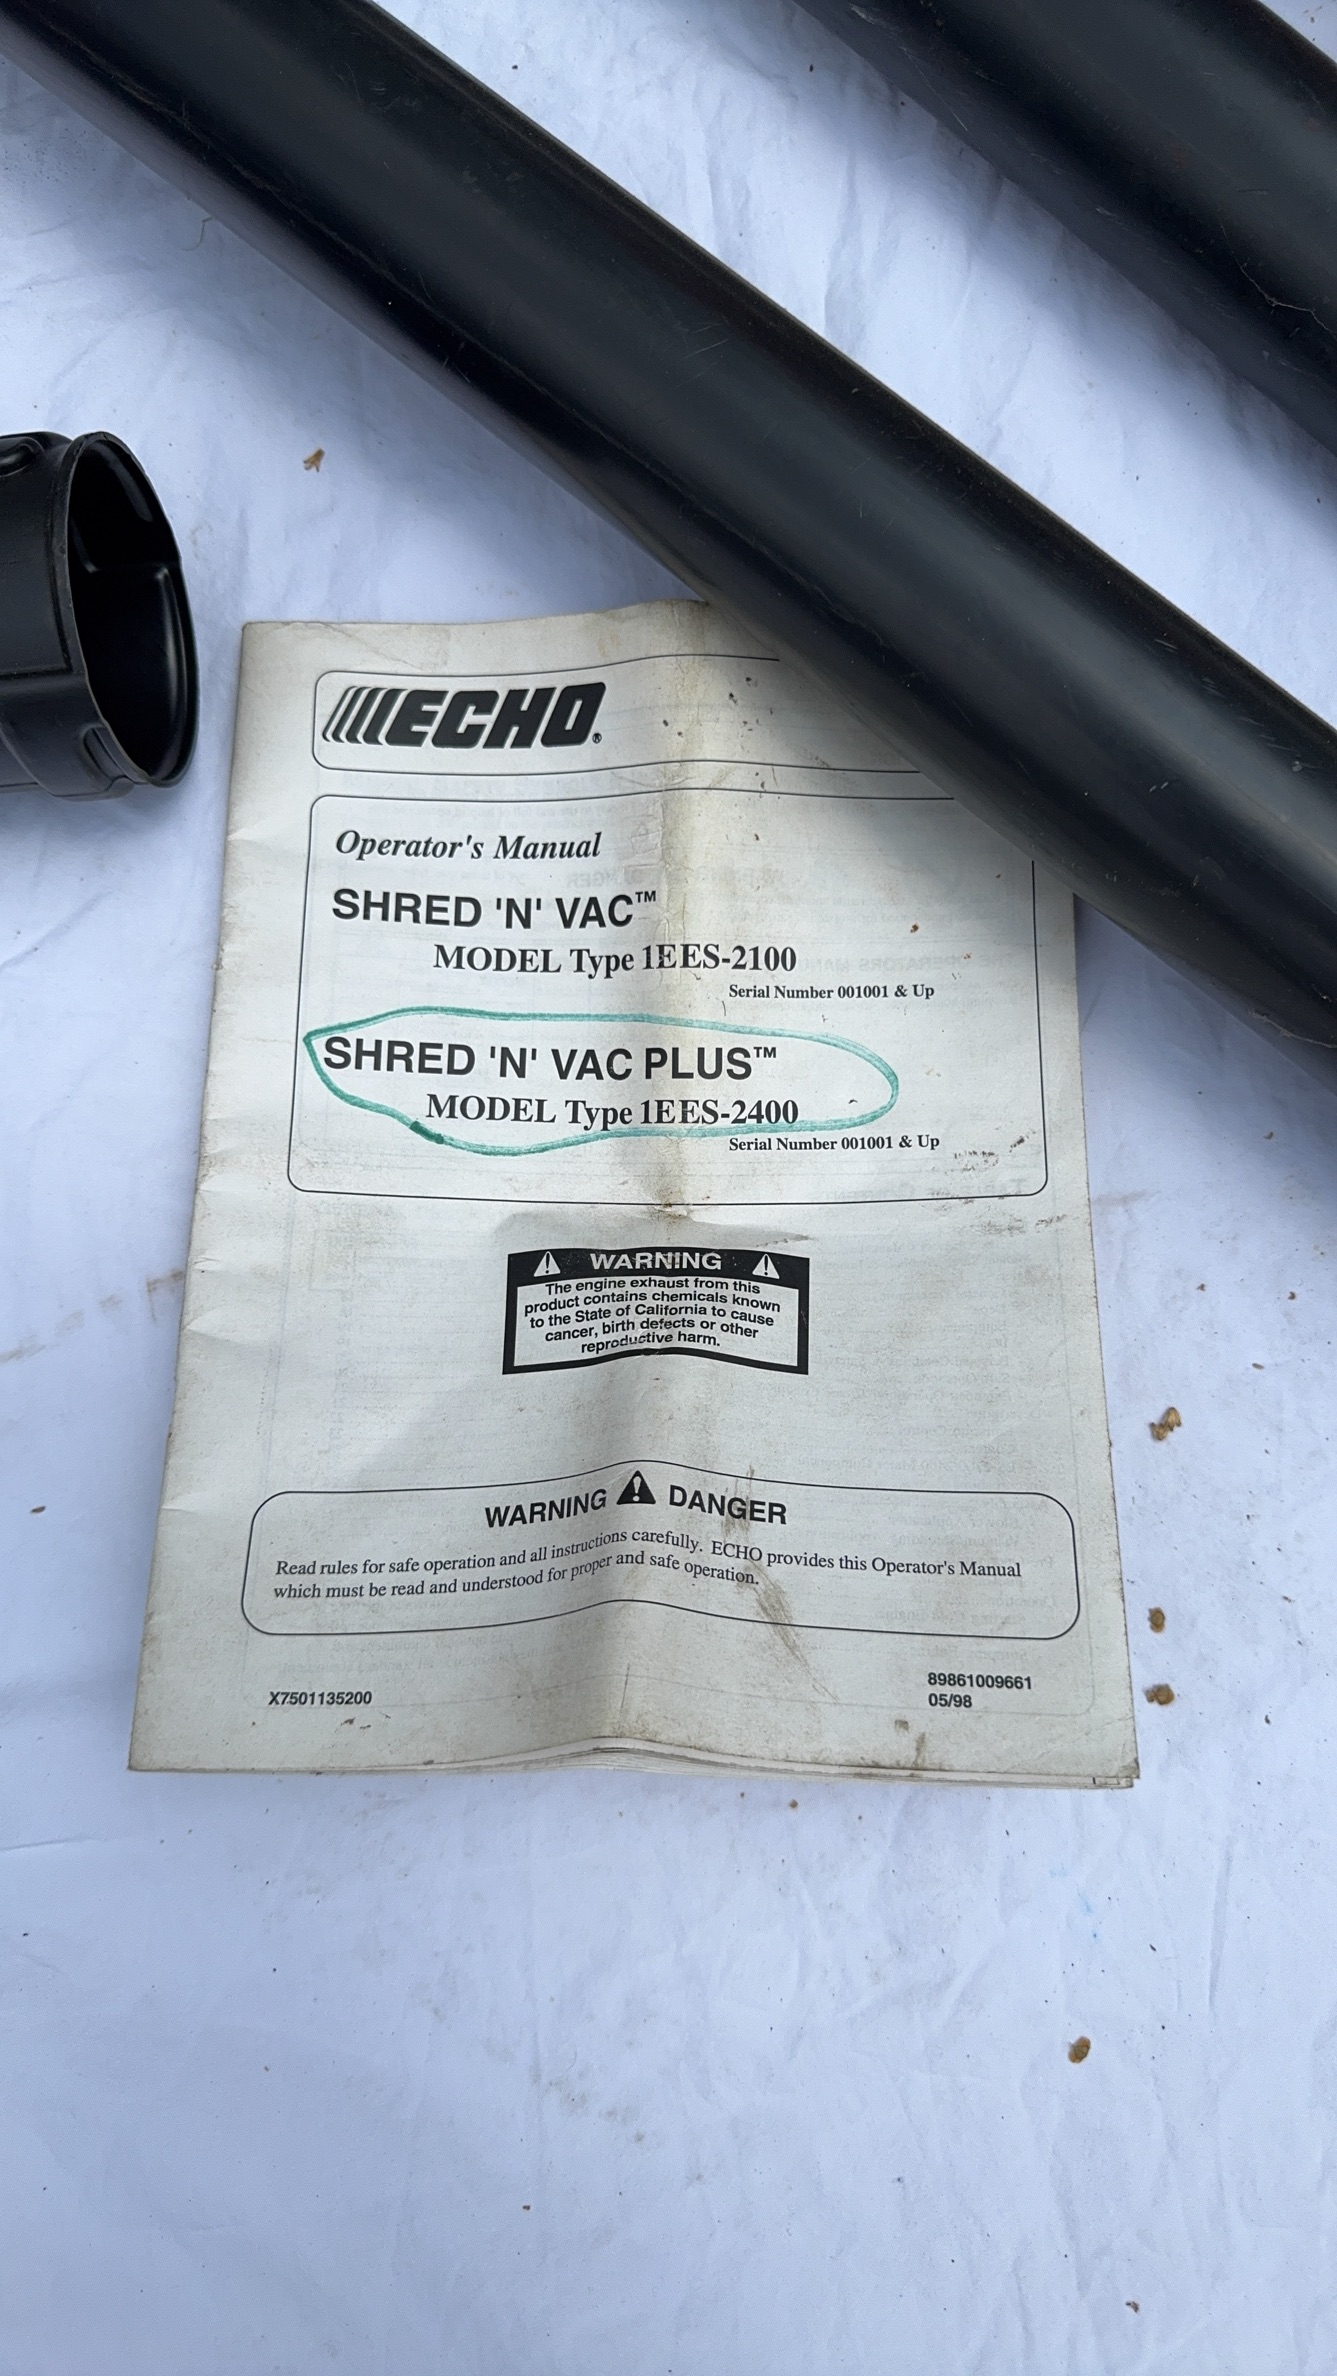 ECHO®
Operator's Manual
SHRED 'N' VAC™
MODEL Type 1EES-2100
Serial Number 001001 & Up
SHRED 'N' VAC PLUS™
MODEL Type 1EES-2400
Serial Number 001001 & Up
WARNING
The engine exhaust from this
product contains chemicals known
to the State of California to cause
cancer, birth defects or other
reproductive harm.
WARNING DANGER
Read rules for safe operation and all instructions carefully. ECHO provides this Operator's Manual
which must be read and understood for proper and safe operation.
X7501135200
89861009661
05/98